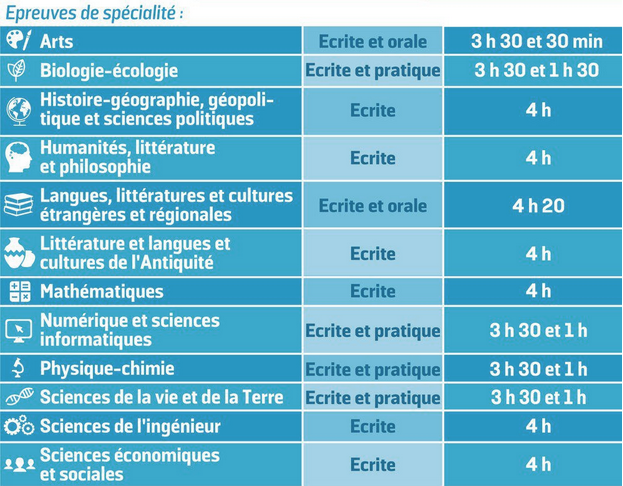 Epreuves de spécialité :
Arts Ecrite et orale 3 h 30 et 30 min
Biologie-écologie Ecrite et pratique 3 h 30 et 1 h 30
Histoire-géographie, géopoli-
tique et sciences politiques Ecrite 4 h
Humanités, littérature
et philosophie Ecrite 4 h
Langues, littératures et cultures
étrangères et régionales Ecrite et orale 4 h 20
Littérature et langues et
cultures de l'Antiquité Ecrite 4 h
Mathématiques Ecrite 4 h
Numérique et sciences
informatiques Ecrite et pratique 3 h 30 et 1 h
Physique-chimie Ecrite et pratique 3 h 30 et 1 h
Sciences de la vie et de la Terre Ecrite et pratique 3 h 30 et 1 h
Sciences de l'ingénieur Ecrite 4 h
Sciences économiques
et sociales Ecrite 4 h